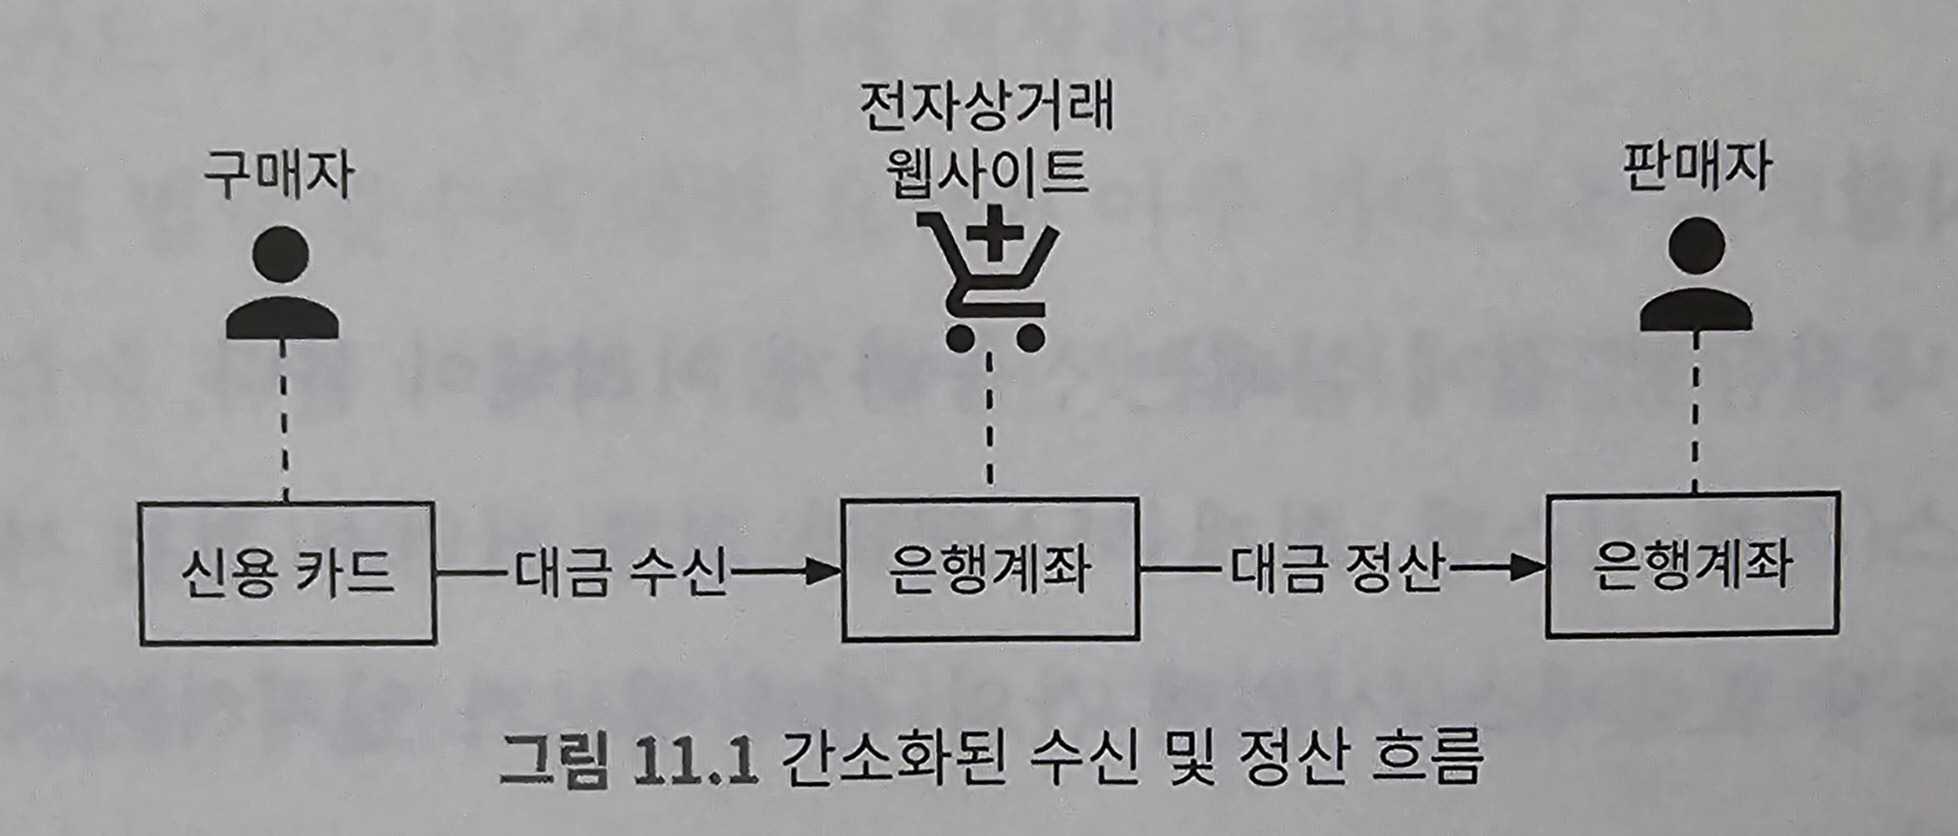 구매자
전자상거래
웹사이트
판매자
신용 카드
대금 수신
은행계좌
대금 정산
은행계좌
그림 11.1 간소화된 수신 및 정산 흐름